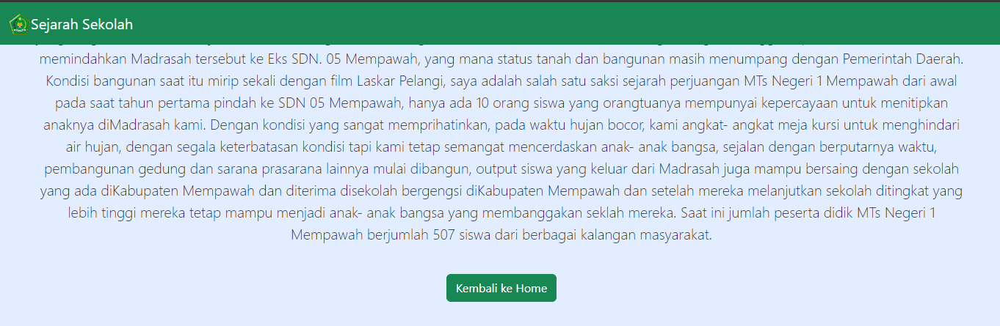 Sejarah Sekolah
memindahkan Madrasah tersebut ke Eks SDN. 05 Mempawah, yang mana status tanah dan bangunan masih menumpang dengan Pemerintah Daerah.
Kondisi bangunan saat itu mirip sekali dengan film Laskar Pelangi, saya adalah salah satu saksi sejarah perjuangan MTs Negeri 1 Mempawah dari awal
pada saat tahun pertama pindah ke SDN 05 Mempawah, hanya ada 10 orang siswa yang orangtuanya mempunyai kepercayaan untuk menitipkan
anaknya diMadrasah kami. Dengan kondisi yang sangat memprihatinkan, pada waktu hujan bocor, kami angkat- angkat meja kursi untuk menghindari
air hujan, dengan segala keterbatasan kondisi tapi kami tetap semangat mencerdaskan anak- anak bangsa, sejalan dengan berputarnya waktu,
pembangunan gedung dan sarana prasarana lainnya mulai dibangun, output siswa yang keluar dari Madrasah juga mampu bersaing dengan sekolah
yang ada diKabupaten Mempawah dan diterima disekolah bergengsi diKabupaten Mempawah dan setelah mereka melanjutkan sekolah ditingkat yang
lebih tinggi mereka tetap mampu menjadi anak- anak bangsa yang membanggakan seklah mereka. Saat ini jumlah peserta didik MTs Negeri 1
Mempawah berjumlah 507 siswa dari berbagai kalangan masyarakat.
Kembali ke Home